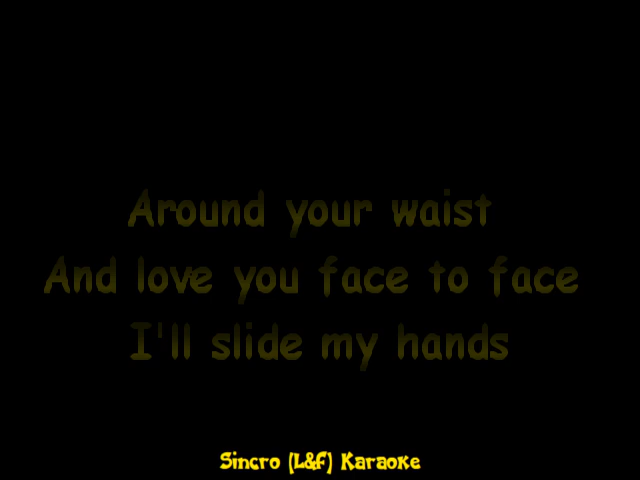 Around your waist
And love you face to face
I'll slide my hands
Sincro (L&F) Karaoke